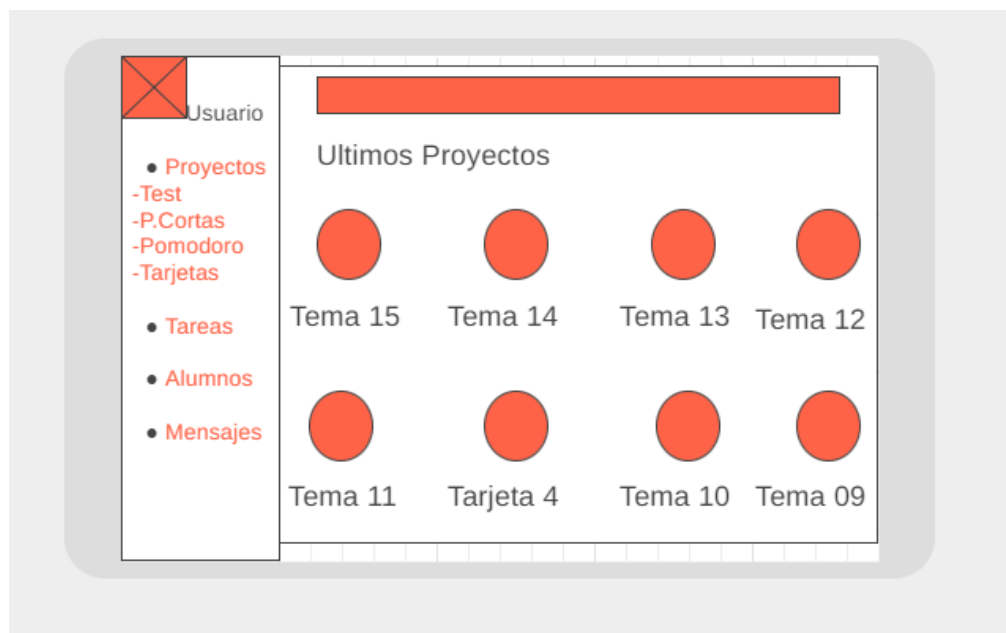 Usuario
● Proyectos
-Test
-P.Cortas
-Pomodoro
-Tarjetas
● Tareas
● Alumnos
● Mensajes
Ultimos Proyectos
Tema 15 Tema 14 Tema 13 Tema 12
Tema 11 Tarjeta 4 Tema 10 Tema 09